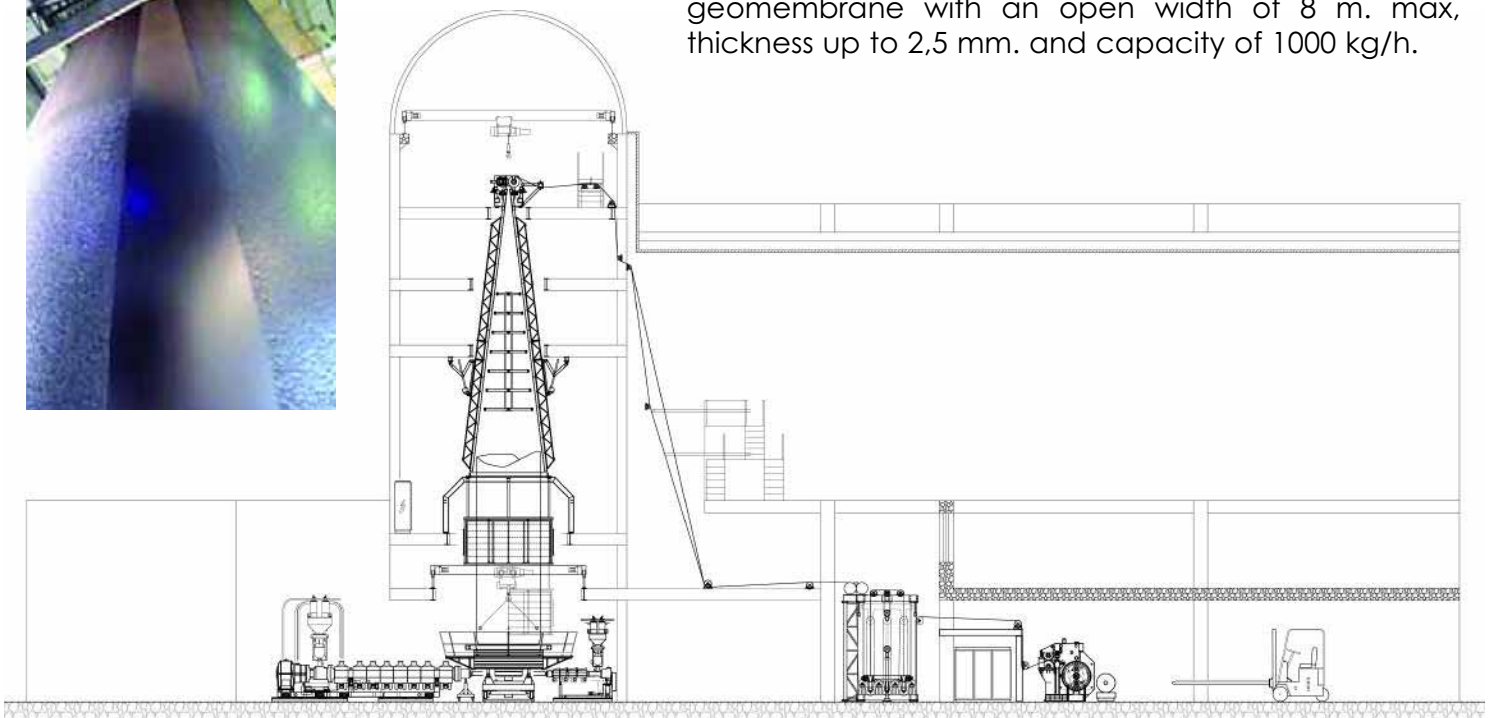 geomembrane with an open width of 8 m. max,
thickness up to 2,5 mm. and capacity of 1000 kg/h.